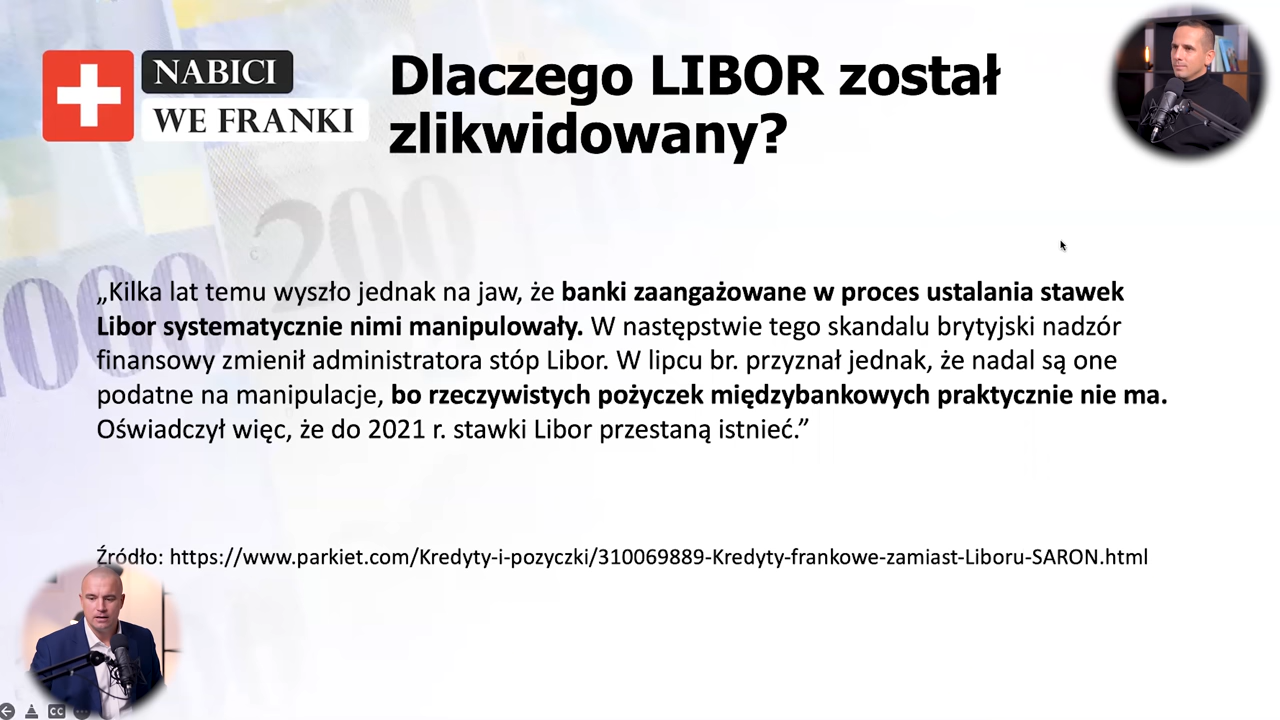 NABICI
WE FRANKI
Dlaczego LIBOR został
zlikwidowany?
„Kilka lat temu wyszło jednak na jaw, że banki zaangażowane w proces ustalania stawek
Libor systematycznie nimi manipulowały. W następstwie tego skandalu brytyjski nadzór
finansowy zmienił administratora stóp Libor. W lipcu br. przyznał jednak, że nadal są one
podatne na manipulacje, bo rzeczywistych pożyczek międzybankowych praktycznie nie ma.
Oświadczył więc, że do 2021 r. stawki Libor przestaną istnieć.”
Źródło: https://www.parkiet.com/Kredyty-i-pozyczki/310069889-Kredyty-frankowe-zamiast-Liboru-SARON.html
200
000
CC